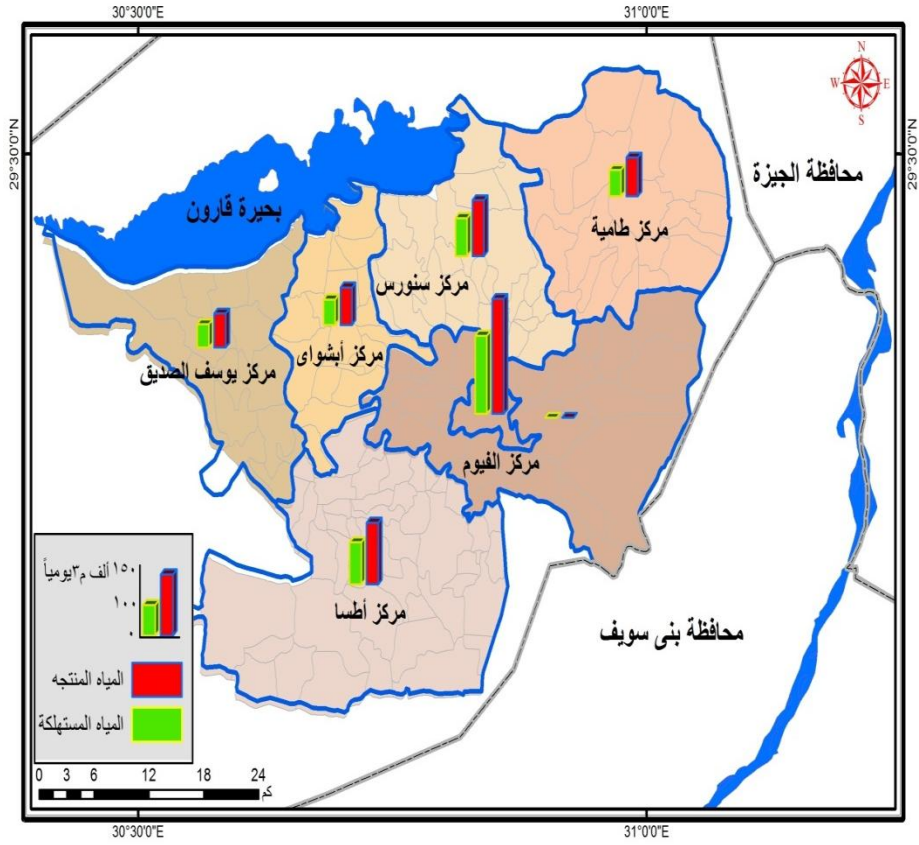 30°30'0"E
31°0'0"E
N
W E
S
29°30'0"N
29°30'0"N
محافظة الجيزة
بحيرة قارون
مركز طامية
مركز سنورس
مركز أبشواى
مركز يوسف الصديق
مركز الفيوم
مركز أطسا
محافظة بنى سويف
١٥٠ ألف م٣ يومياً
١٠٠
٠
المياه المنتجه
المياه المستهلكة
0 3 6 12 18 24
كم
30°30'0"E
31°0'0"E